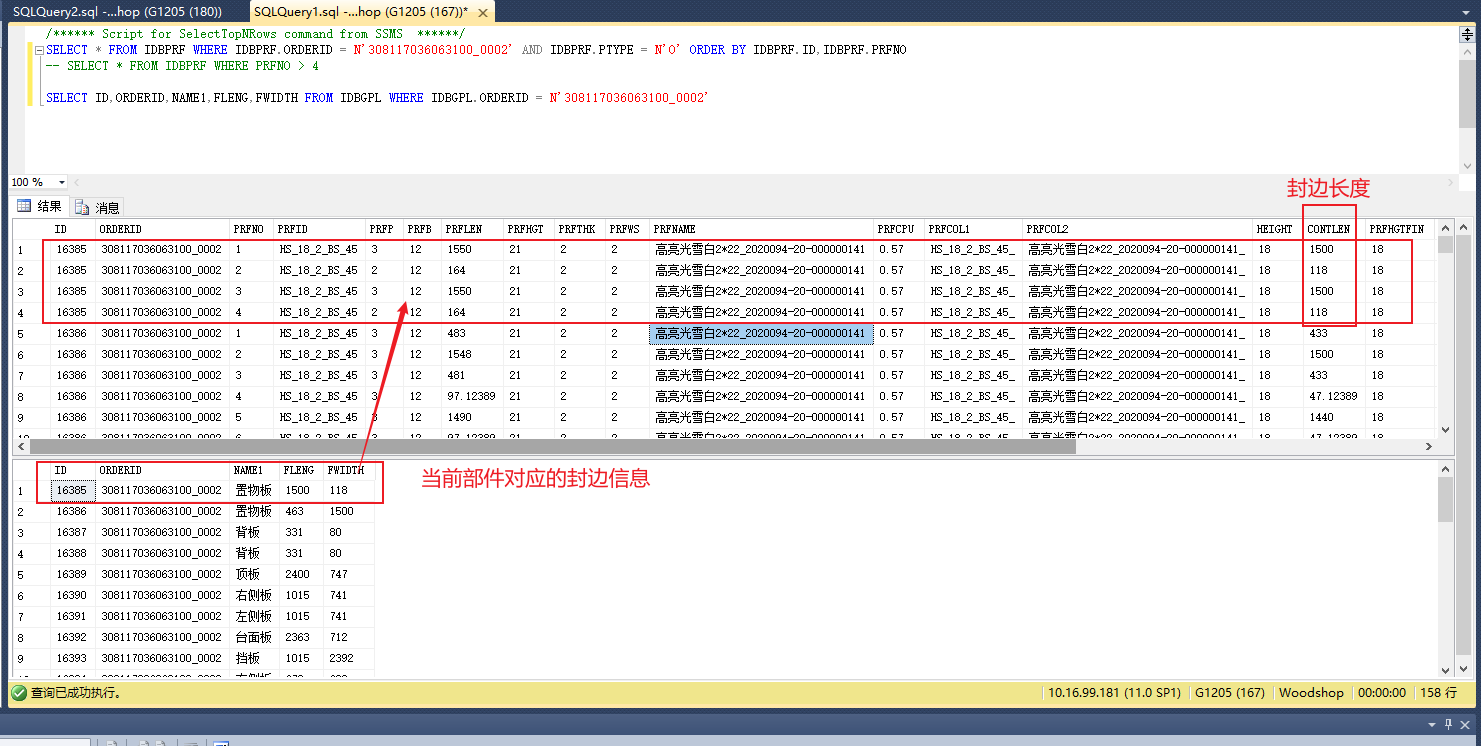 SQLQuery2.sql -...hop (G1205 (180)) SQLQuery1.sql -...hop (G1205 (167))*
/****** Script for SelectTopNRows command from SSMS  ******/
SELECT * FROM IDBPRF WHERE IDBPRF.ORDERID = N'308117036063100_0002' AND IDBPRF.PTYPE = N'O' ORDER BY IDBPRF.ID,IDBPRF.PRFNO
-- SELECT * FROM IDBPRF WHERE PRFNO > 4
SELECT ID,ORDERID,NAME1,FLENG,FWIDTH FROM IDBGPL WHERE IDBGPL.ORDERID = N'308117036063100_0002'
100 %
封边长度
结果 消息
ID ORDERID PRFNO PRFID PRFP PRFB PRFLEN PRFHGT PRFTHK PRFWS PRFNAME PRFCPU PRFCOL1 PRFCOL2 HEIGHT CONTLEN PRFHGTFIN
1 16385 308117036063100_0002 1 HS_18_2_BS_45 3 12 1550 21 2 2 高亮光雪白2*22_2020094-20-000000141 0.57 HS_18_2_BS_45_ 高亮光雪白2*22_2020094-20-000000141_ 18 1500 18
2 16385 308117036063100_0002 2 HS_18_2_BS_45 2 12 164 21 2 2 高亮光雪白2*22_2020094-20-000000141 0.57 HS_18_2_BS_45_ 高亮光雪白2*22_2020094-20-000000141_ 18 118 18
3 16385 308117036063100_0002 3 HS_18_2_BS_45 3 12 1550 21 2 2 高亮光雪白2*22_2020094-20-000000141 0.57 HS_18_2_BS_45_ 高亮光雪白2*22_2020094-20-000000141_ 18 1500 18
4 16385 308117036063100_0002 4 HS_18_2_BS_45 2 12 164 21 2 2 高亮光雪白2*22_2020094-20-000000141 0.57 HS_18_2_BS_45_ 高亮光雪白2*22_2020094-20-000000141_ 18 118 18
5 16386 308117036063100_0002 1 HS_18_2_BS_45 3 12 483 21 2 2 高亮光雪白2*22_2020094-20-000000141 0.57 HS_18_2_BS_45_ 高亮光雪白2*22_2020094-20-000000141_ 18 433 18
6 16386 308117036063100_0002 2 HS_18_2_BS_45 3 12 1548 21 2 2 高亮光雪白2*22_2020094-20-000000141 0.57 HS_18_2_BS_45_ 高亮光雪白2*22_2020094-20-000000141_ 18 1500 18
7 16386 308117036063100_0002 3 HS_18_2_BS_45 3 12 481 21 2 2 高亮光雪白2*22_2020094-20-000000141 0.57 HS_18_2_BS_45_ 高亮光雪白2*22_2020094-20-000000141_ 18 433 18
8 16386 308117036063100_0002 4 HS_18_2_BS_45 3 12 97.12389 21 2 2 高亮光雪白2*22_2020094-20-000000141 0.57 HS_18_2_BS_45_ 高亮光雪白2*22_2020094-20-000000141_ 18 47.12389 18
9 16386 308117036063100_0002 5 HS_18_2_BS_45 3 12 1490 21 2 2 高亮光雪白2*22_2020094-20-000000141 0.57 HS_18_2_BS_45_ 高亮光雪白2*22_2020094-20-000000141_ 18 1440 18
ID ORDERID NAME1 FLENG FWIDTH
当前部件对应的封边信息
1 16385 308117036063100_0002 置物板 1500 118
2 16386 308117036063100_0002 置物板 463 1500
3 16387 308117036063100_0002 背板 331 80
4 16388 308117036063100_0002 背板 331 80
5 16389 308117036063100_0002 顶板 2400 747
6 16390 308117036063100_0002 右侧板 1015 741
7 16391 308117036063100_0002 左侧板 1015 741
8 16392 308117036063100_0002 台面板 2363 712
9 16393 308117036063100_0002 挡板 1015 2392
查询已成功执行。 10.16.99.181 (11.0 SP1) G1205 (167) Woodshop 00:00:00 158 行